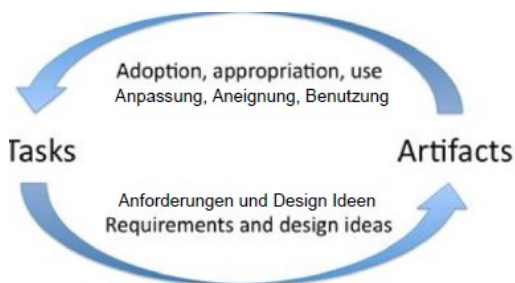 Adoption, appropriation, use
Anpassung, Aneignung, Benutzung
Tasks
Artifacts
Anforderungen und Design Ideen
Requirements and design ideas